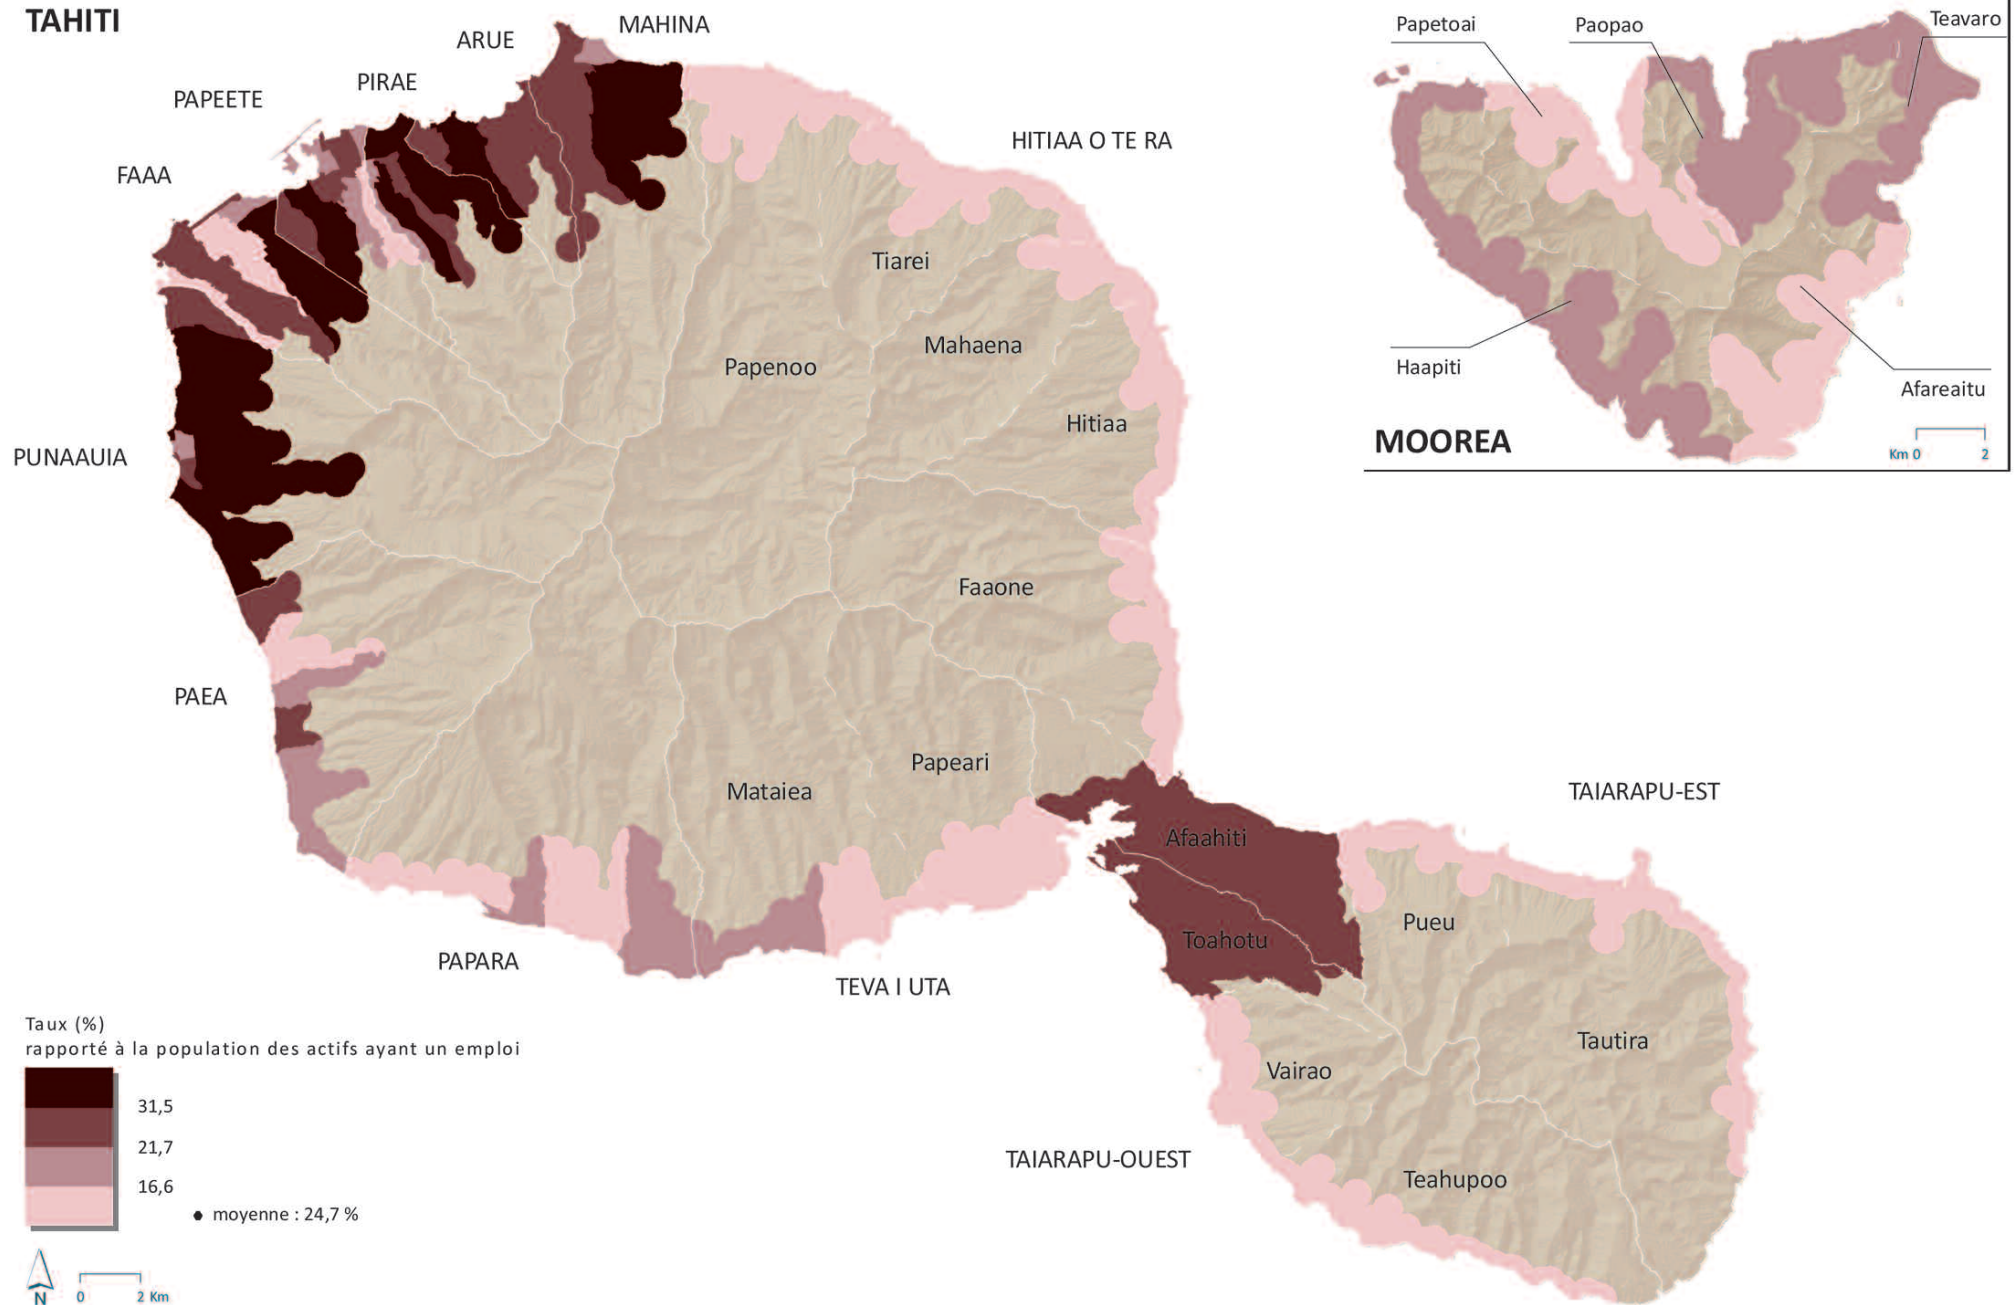 TAHITI
MAHINA
ARUE
PIRAE
PAPEETE
FAAA
HITIAA O TE RA
Tiarei
Mahaena
Papenoo
Hitiaa
PUNAAUIA
Faaone
PAEA
Papeari
Mataiea
PAPARA
TEVA I UTA
Afaahiti
Toahotu
TAIARAPU-EST
Pueu
Tautira
Vairao
TAIARAPU-OUEST
Teahupoo
Papetoai
Paopao
Teavaro
Haapiti
Afareaitu
MOOREA
Km 0 2
Taux (%)
rapporté à la population des actifs ayant un emploi
31,5
21,7
16,6
moyenne : 24,7 %
N
0 2 Km